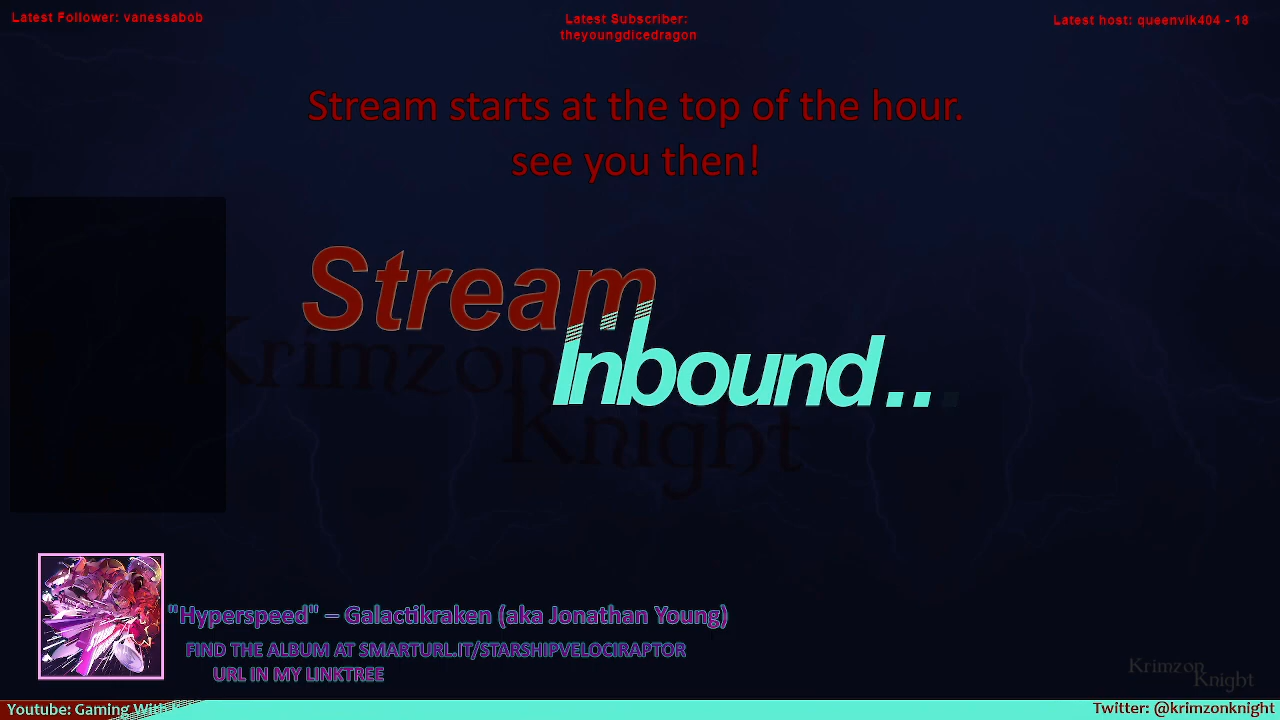 Latest Follower: vanessabob
Latest Subscriber:
theyoungdicedragon
Latest host: queenvik404 - 18
Stream starts at the top of the hour.
see you then!
Stream
Inbound..
Krimzon
Knight
"Hyperspeed" – Galactikraken (aka Jonathan Young)
FIND THE ALBUM AT SMARTURL.IT/STARSHIPVELOCIRAPTOR
URL IN MY LINKTREE
Krimzon
Knight
Youtube: Gaming With
Twitter: @krimzonknight